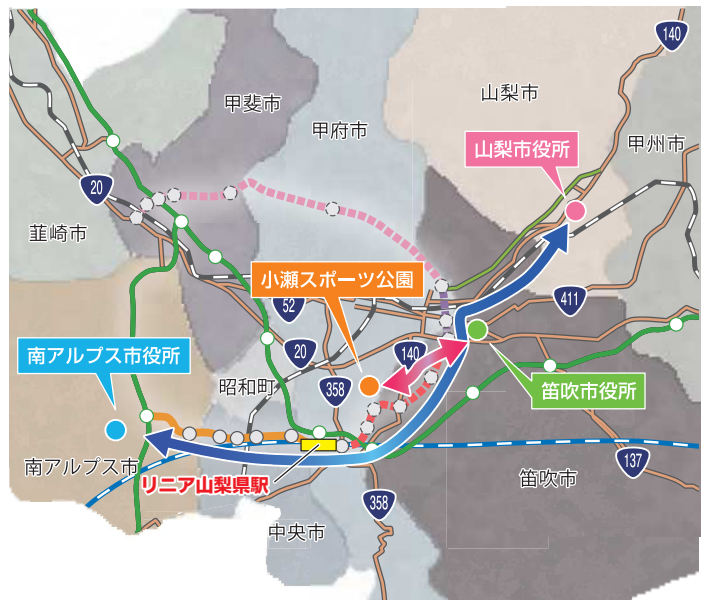 140
山梨市
甲斐市
甲府市
山梨市役所
甲州市
20
韮崎市
小瀬スポーツ公園
52
411
南アルプス市役所
20
140
358
昭和町
笛吹市役所
南アルプス市
リニア山梨県駅
137
笛吹市
358
中央市